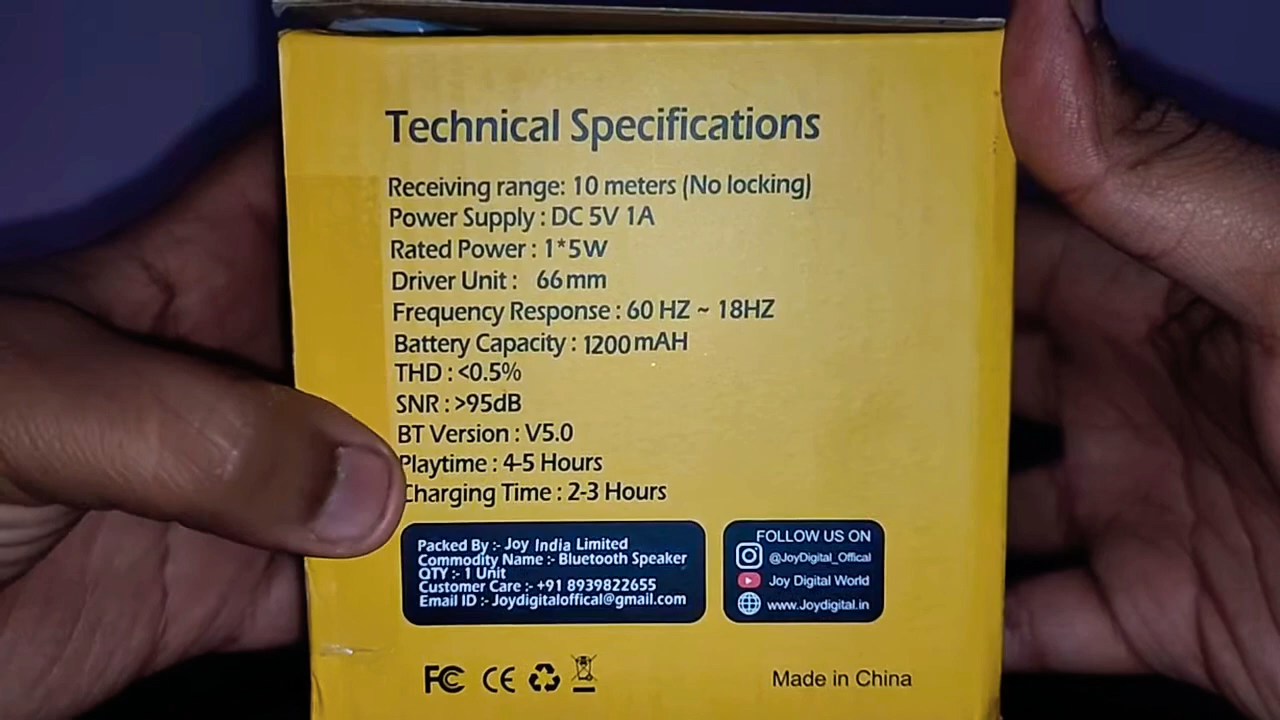 Technical Specifications
Receiving range: 10 meters (No locking)
Power Supply : DC 5V 1A
Rated Power : 1*5W
Driver Unit : 66mm
Frequency Response : 60 HZ ~ 18HZ
Battery Capacity : 1200mAH
THD : <0.5%
SNR : >95dB
BT Version : V5.0
Playtime : 4-5 Hours
Charging Time : 2-3 Hours
Packed By :- Joy India Limited
Commodity Name :- Bluetooth Speaker
QTY :- 1 Unit
Customer Care :- +91 8939822655
Email ID :- Joydigitaloffical@gmail.com
FOLLOW US ON
@JoyDigital_Offical
Joy Digital World
www.Joydigital.in
FC CE
Made in China